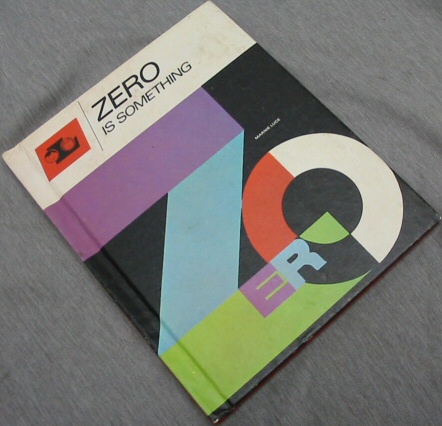 ZERO
IS SOMETHING
MARNIE LUCE
ZERO